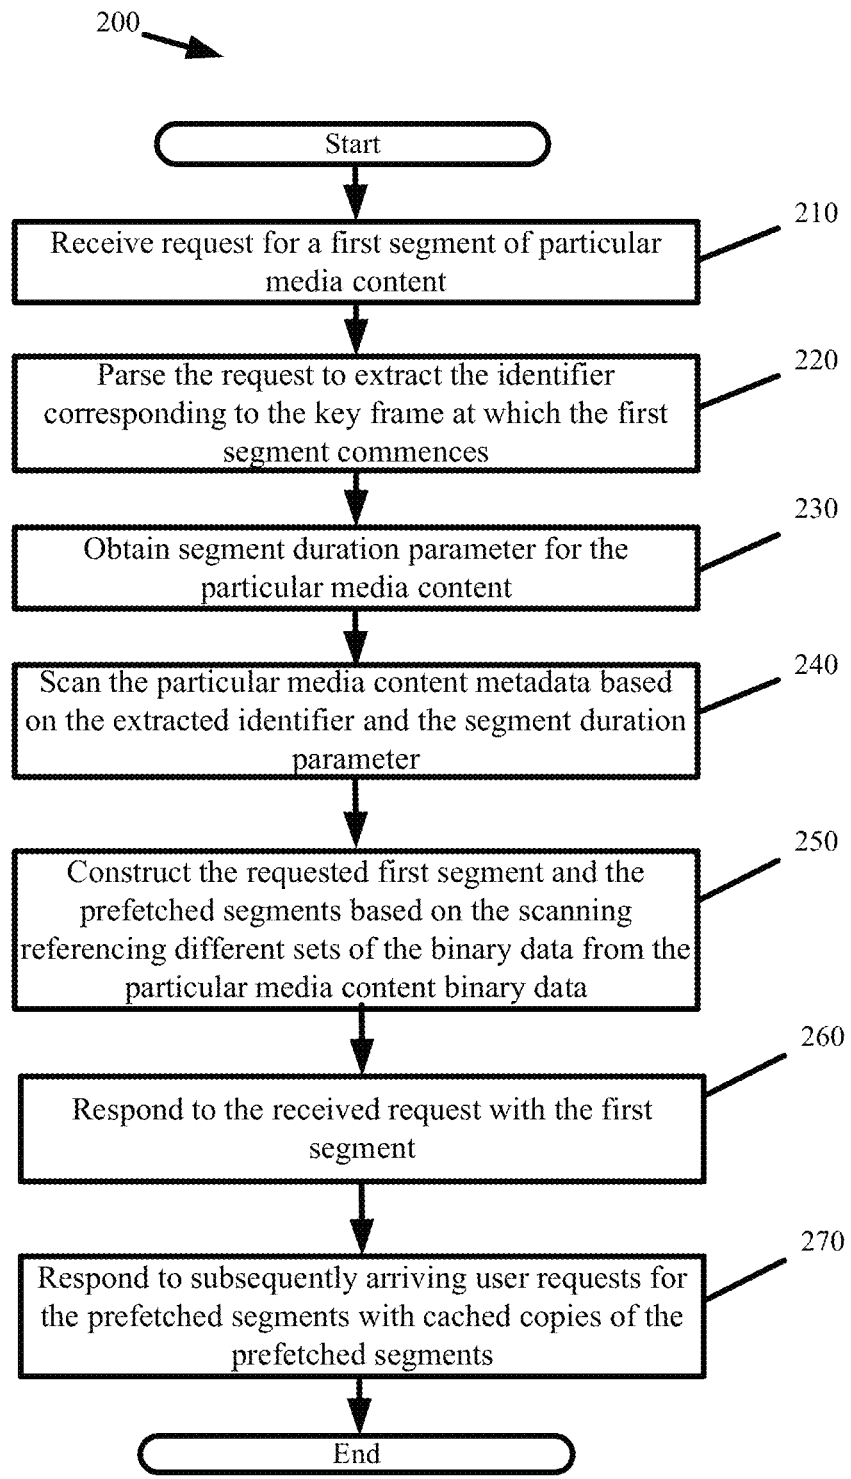 200
Start
210
Receive request for a first segment of particular
media content
220
Parse the request to extract the identifier
corresponding to the key frame at which the first
segment commences
230
Obtain segment duration parameter for the
particular media content
240
Scan the particular media content metadata based
on the extracted identifier and the segment duration
parameter
250
Construct the requested first segment and the
prefetched segments based on the scanning
referencing different sets of the binary data from the
particular media content binary data
260
Respond to the received request with the first
segment
270
Respond to subsequently arriving user requests for
the prefetched segments with cached copies of the
prefetched segments
End